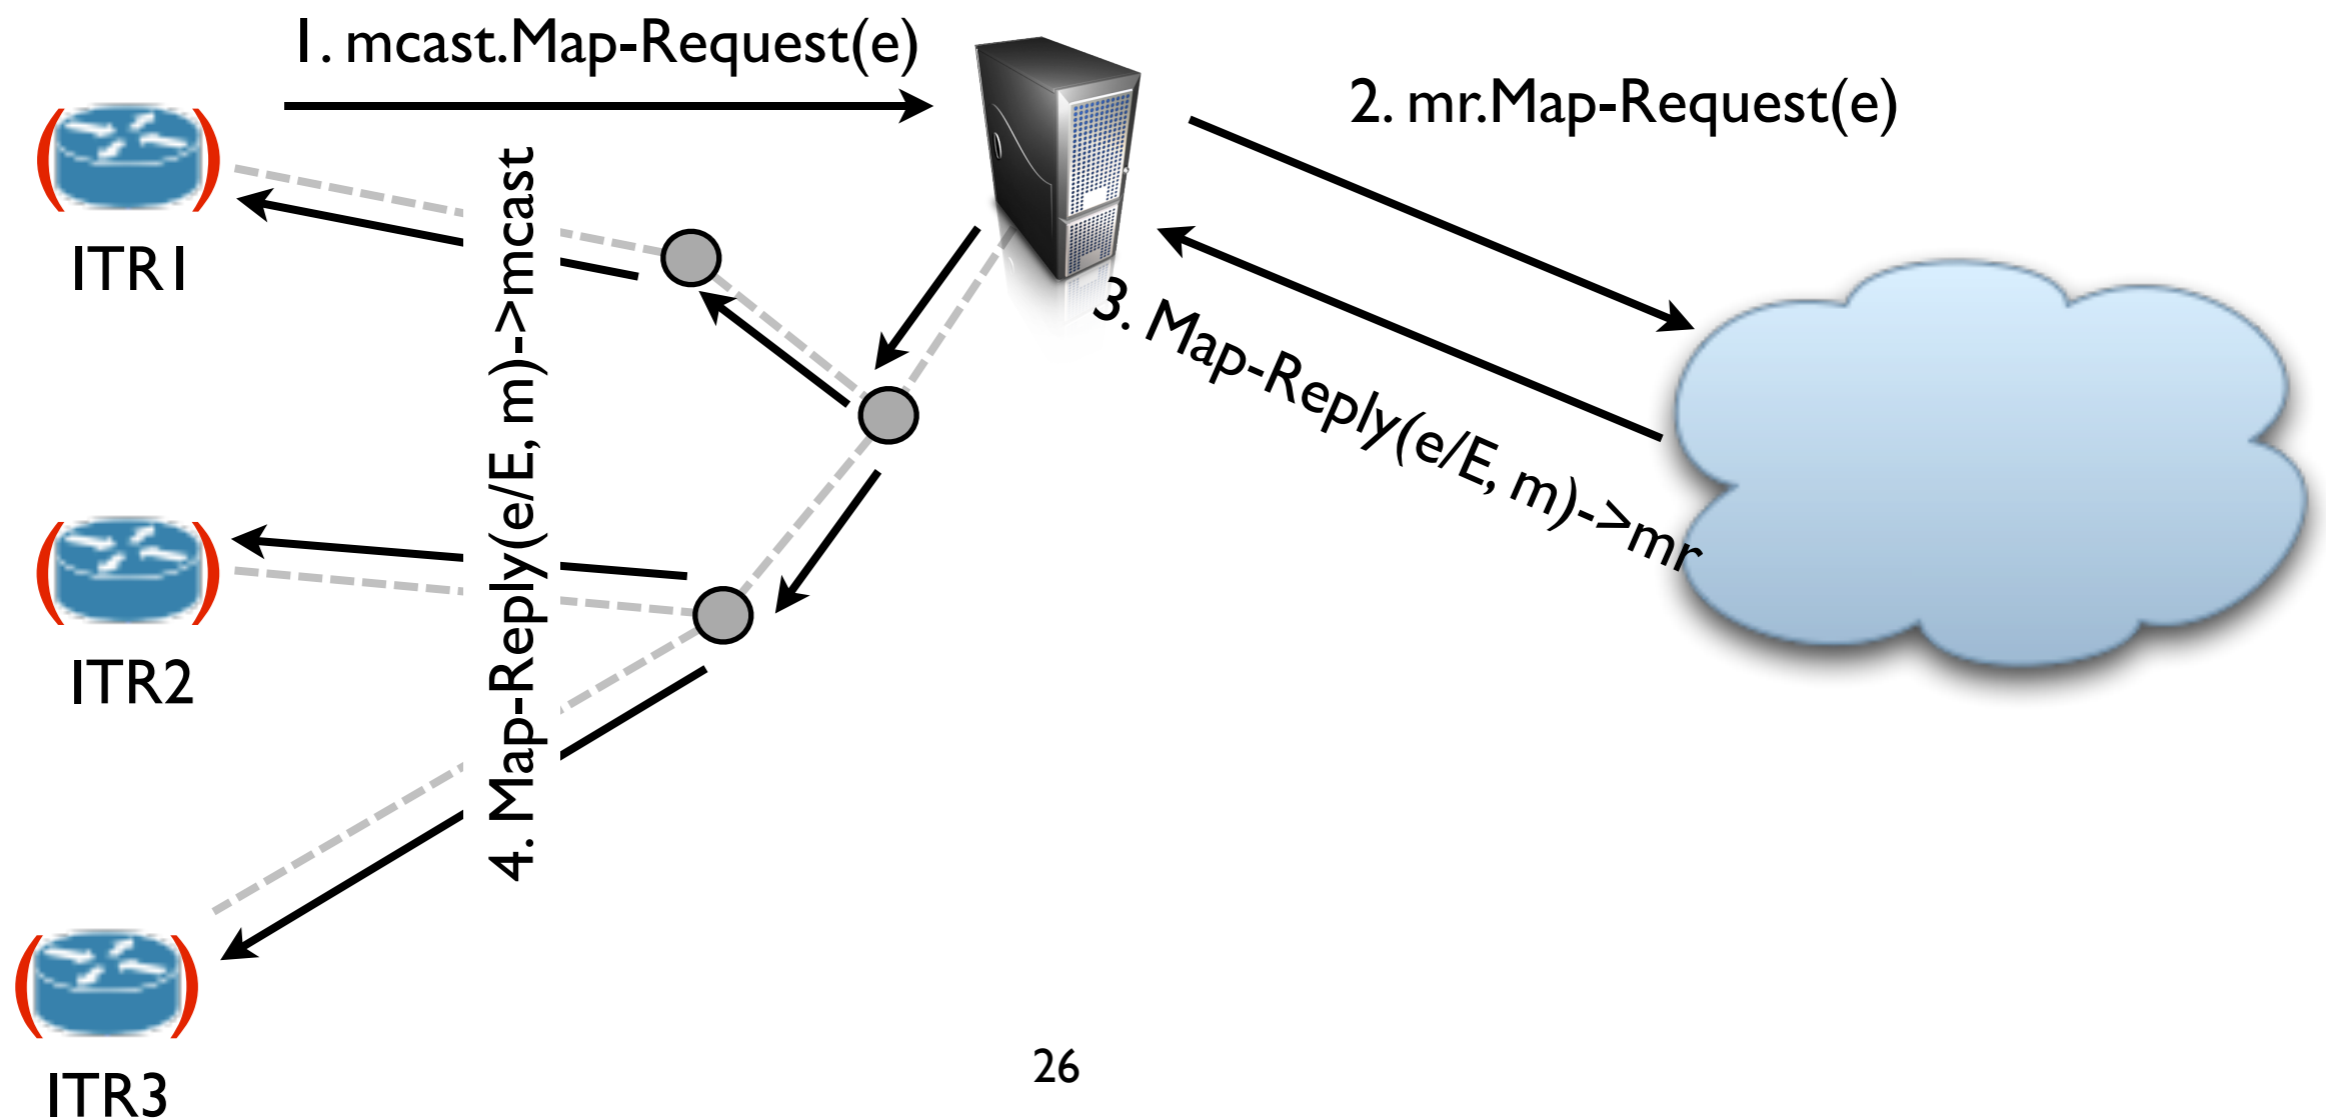 1. mcast.Map-Request(e)
2. mr.Map-Request(e)
3. Map-Reply(e/E, m)->mr
4. Map-Reply(e/E, m)->mcast
ITR1
ITR2
ITR3
26